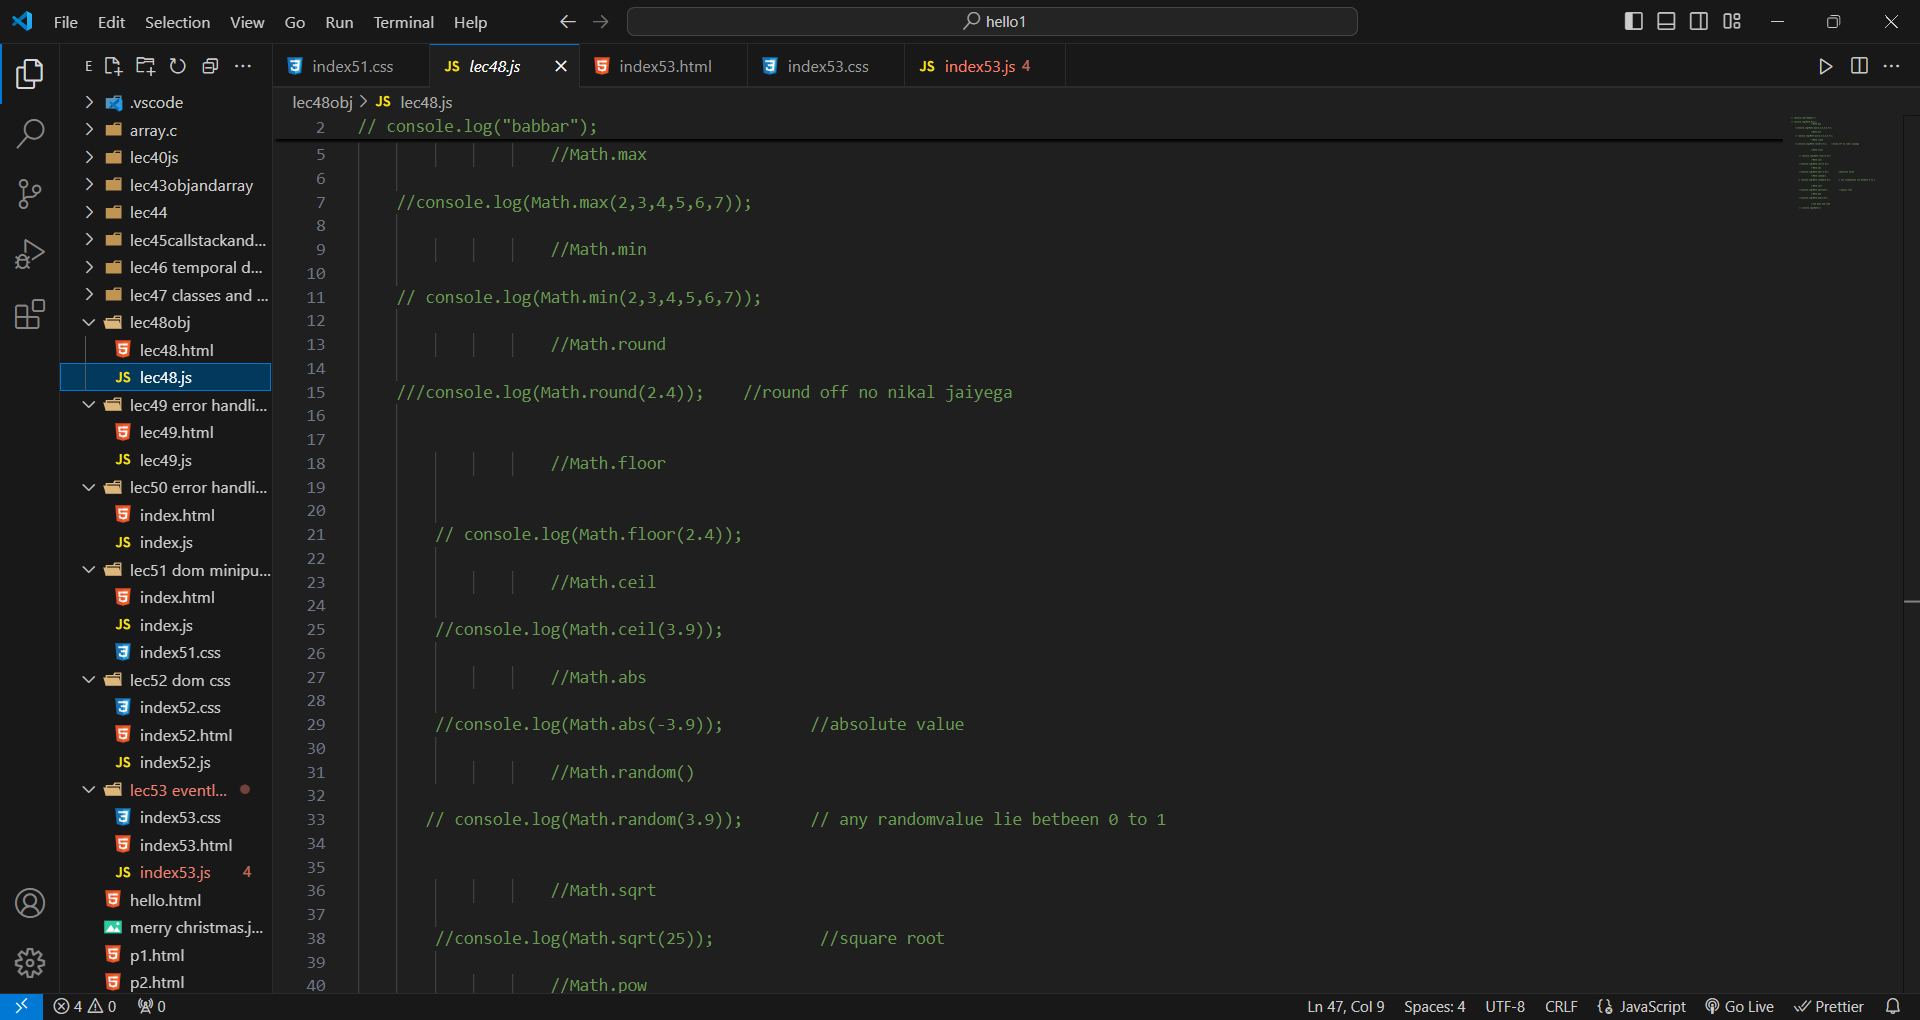 File Edit Selection View Go Run Terminal Help
hello1
E
index51.css
JS lec48.js
index53.html
index53.css
JS index53.js 4
.vscode
array.c
lec40js
lec43objandarray
lec44
lec45callstackand...
lec46 temporal d...
lec47 classes and ...
lec48obj
lec48.html
JS lec48.js
lec49 error handli...
lec49.html
JS lec49.js
lec50 error handli...
index.html
JS index.js
lec51 dom minipu...
index.html
JS index.js
index51.css
lec52 dom css
index52.css
index52.html
JS index52.js
lec53 eventl...
index53.css
index53.html
JS index53.js 4
hello.html
merry christmas.j...
p1.html
p2.html
lec48obj > JS lec48.js
2 // console.log("babbar");
5 //Math.max
6
7 //console.log(Math.max(2,3,4,5,6,7));
8
9 //Math.min
10
11 // console.log(Math.min(2,3,4,5,6,7));
12
13 //Math.round
14
15 ///console.log(Math.round(2.4)); //round off no nikal jaiyega
16
17
18 //Math.floor
19
20
21 // console.log(Math.floor(2.4));
22
23 //Math.ceil
24
25 //console.log(Math.ceil(3.9));
26
27 //Math.abs
28
29 //console.log(Math.abs(-3.9)); //absolute value
30
31 //Math.random()
32
33 // console.log(Math.random(3.9)); // any randomvalue lie betbeen 0 to 1
34
35
36 //Math.sqrt
37
38 //console.log(Math.sqrt(25)); //square root
39
40 //Math.pow
4 0 0
Ln 47, Col 9 Spaces: 4 UTF-8 CRLF {} JavaScript Go Live Prettier